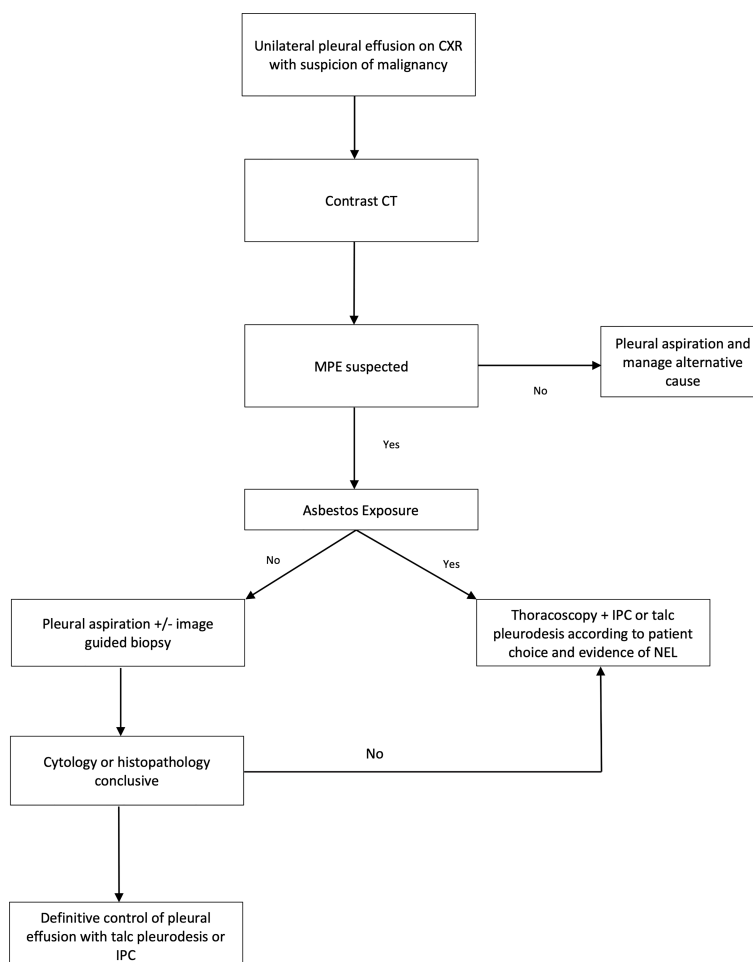 Unilateral pleural effusion on CXR
with suspicion of malignancy
Contrast CT
MPE suspected
No
Pleural aspiration and
manage alternative
cause
Yes
Asbestos Exposure
No
Yes
Pleural aspiration +/- image
guided biopsy
Thoracoscopy + IPC or talc
pleurodesis according to patient
choice and evidence of NEL
Cytology or histopathology
conclusive
No
Definitive control of pleural
effusion with talc pleurodesis or
IPC